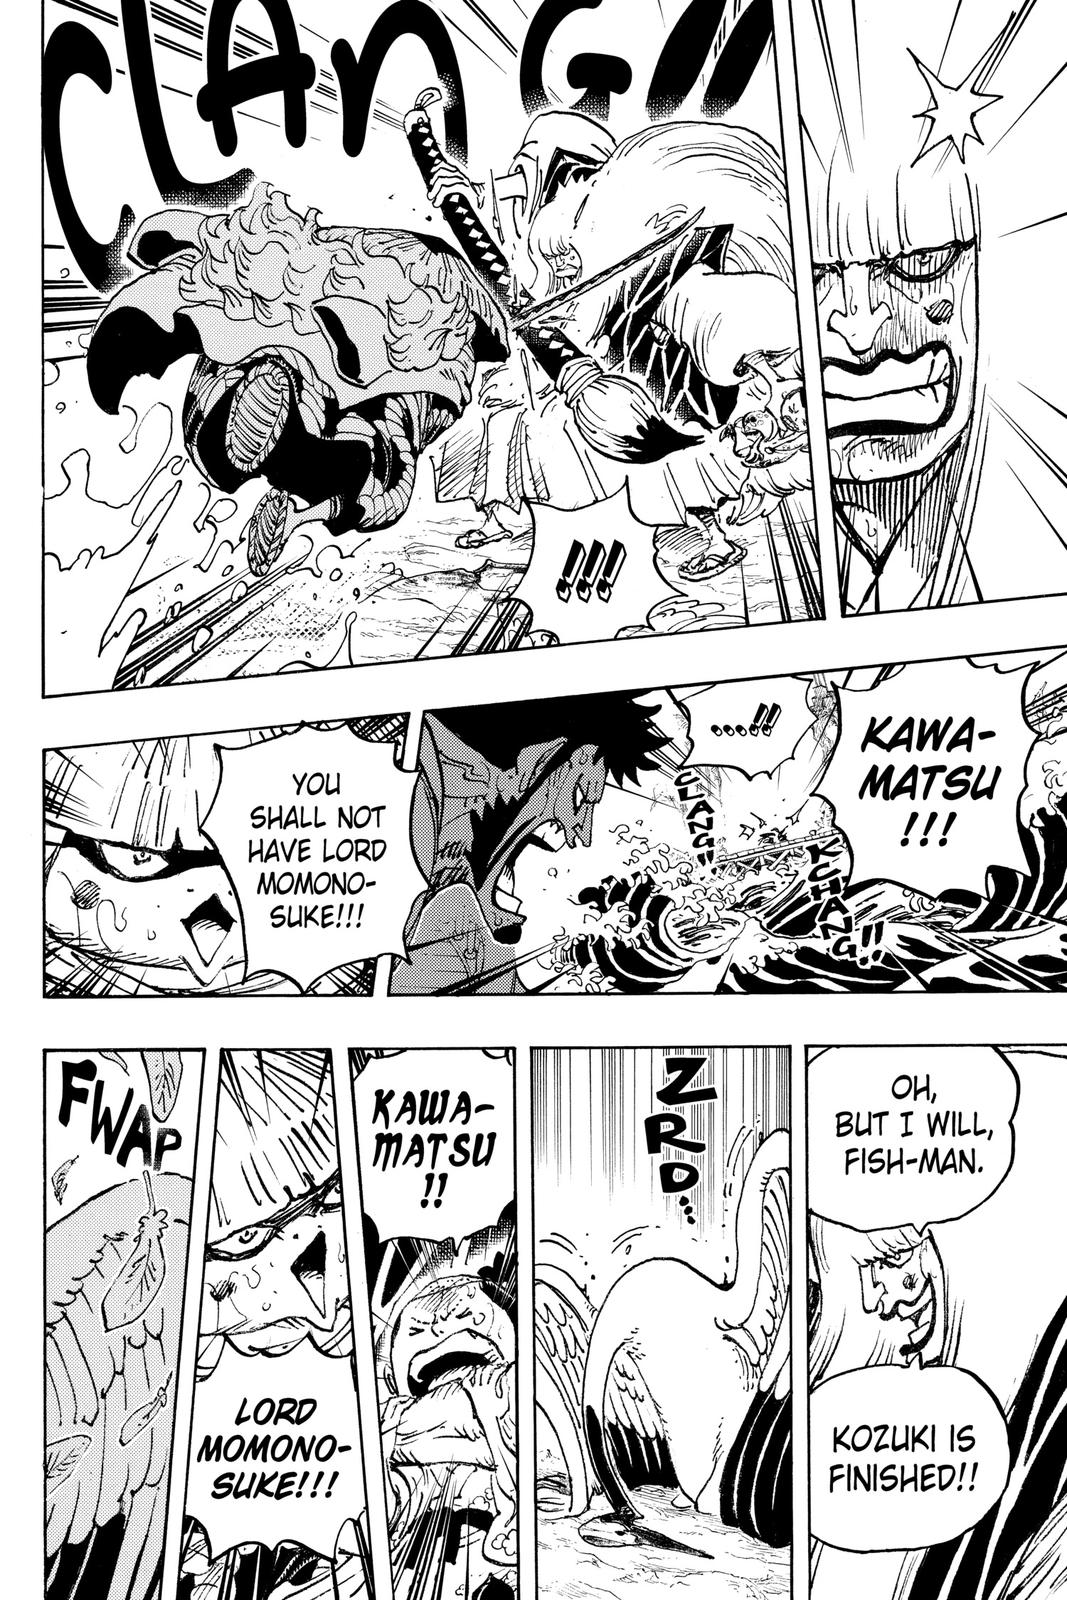 CLANG!!
!!!
KAWA-
MATSU
!!!
....!!
CLANG!!
KCHANG!!
YOU
SHALL NOT
HAVE LORD
MOMONO-
SUKE!!!
OH,
BUT I WILL,
FISH-MAN.
KOZUKI IS
FINISHED!!
ZRD...
KAWA-
MATSU
!!
LORD
MOMONO-
SUKE!!!
FWAP